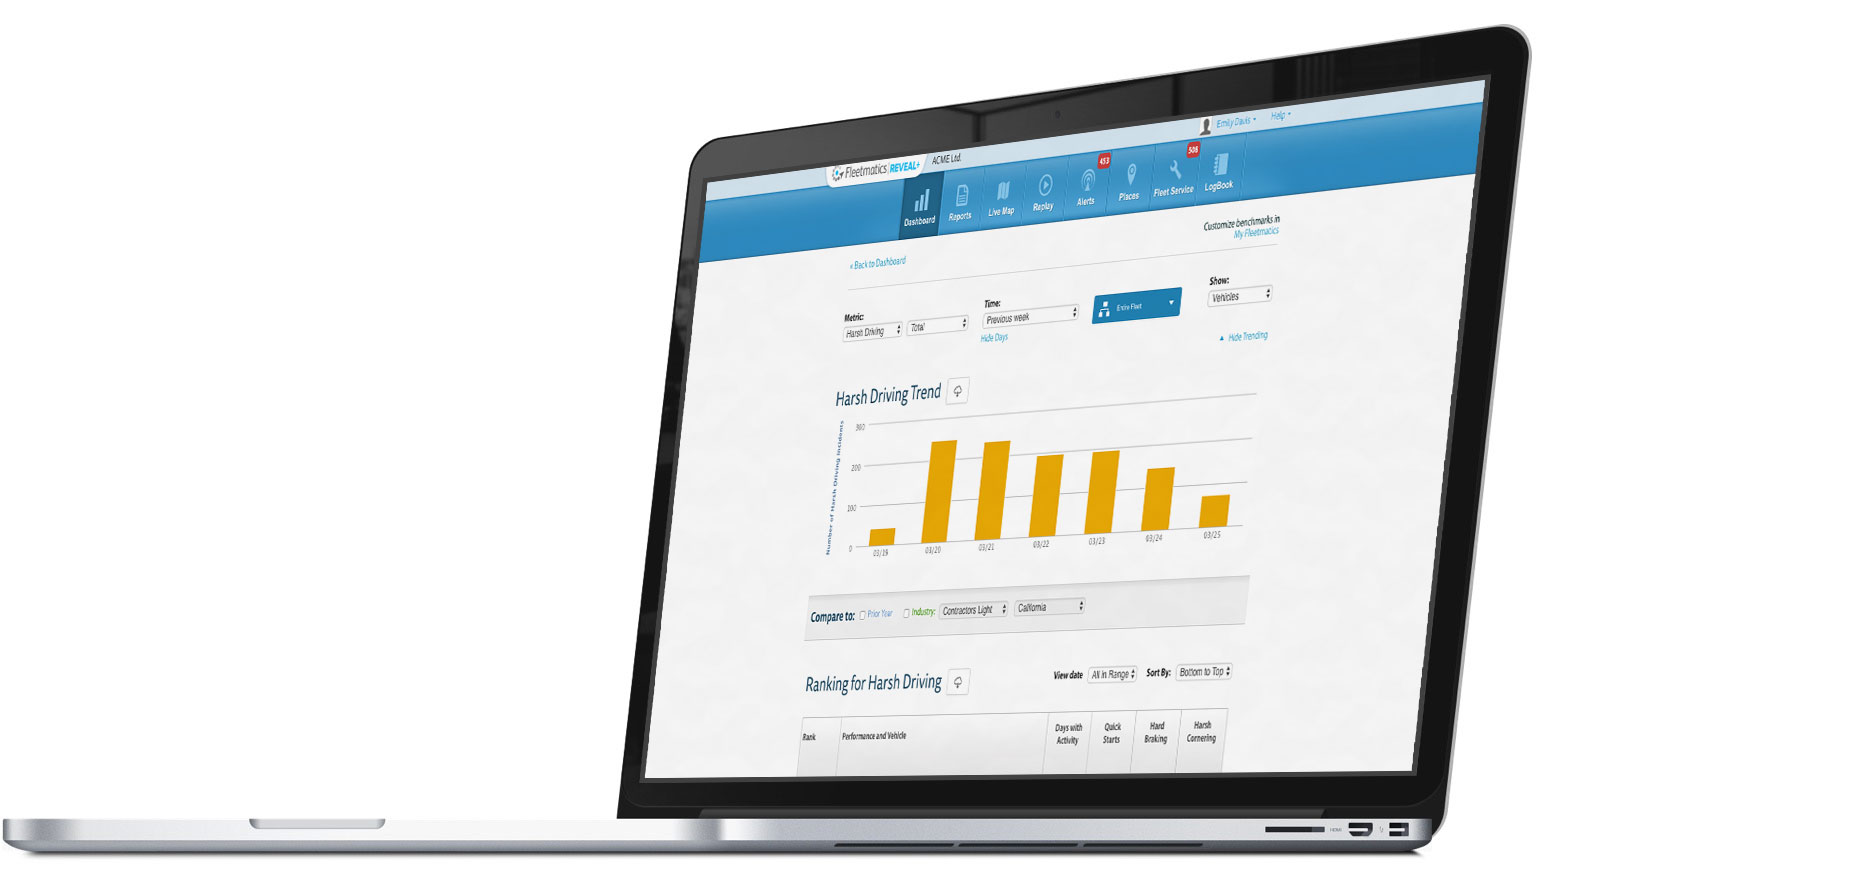 Emily Davis
Help
Fleetmatics REVEAL+
ACME Ltd.
453
508
Dashboard
Reports
Live Map
Replay
Alerts
Places
Fleet Service
LogBook
Customize benchmarks in
My Fleetmatics
« Back to Dashboard
Metric:
Harsh Driving
Total
Time:
Previous week
Hide Days
Entire Fleet
Show:
Vehicles
Hide Trending
Harsh Driving Trend
Number of Harsh Driving Incidents
300
200
100
0
03/19
03/20
03/21
03/22
03/23
03/24
03/25
Compare to:
Prior Year
Industry:
Contractors Light
California
Ranking for Harsh Driving
View date
All in Range
Sort By:
Bottom to Top
Rank
Performance and Vehicle
Days with
Activity
Quick
Starts
Hard
Braking
Harsh
Cornering
HDMI